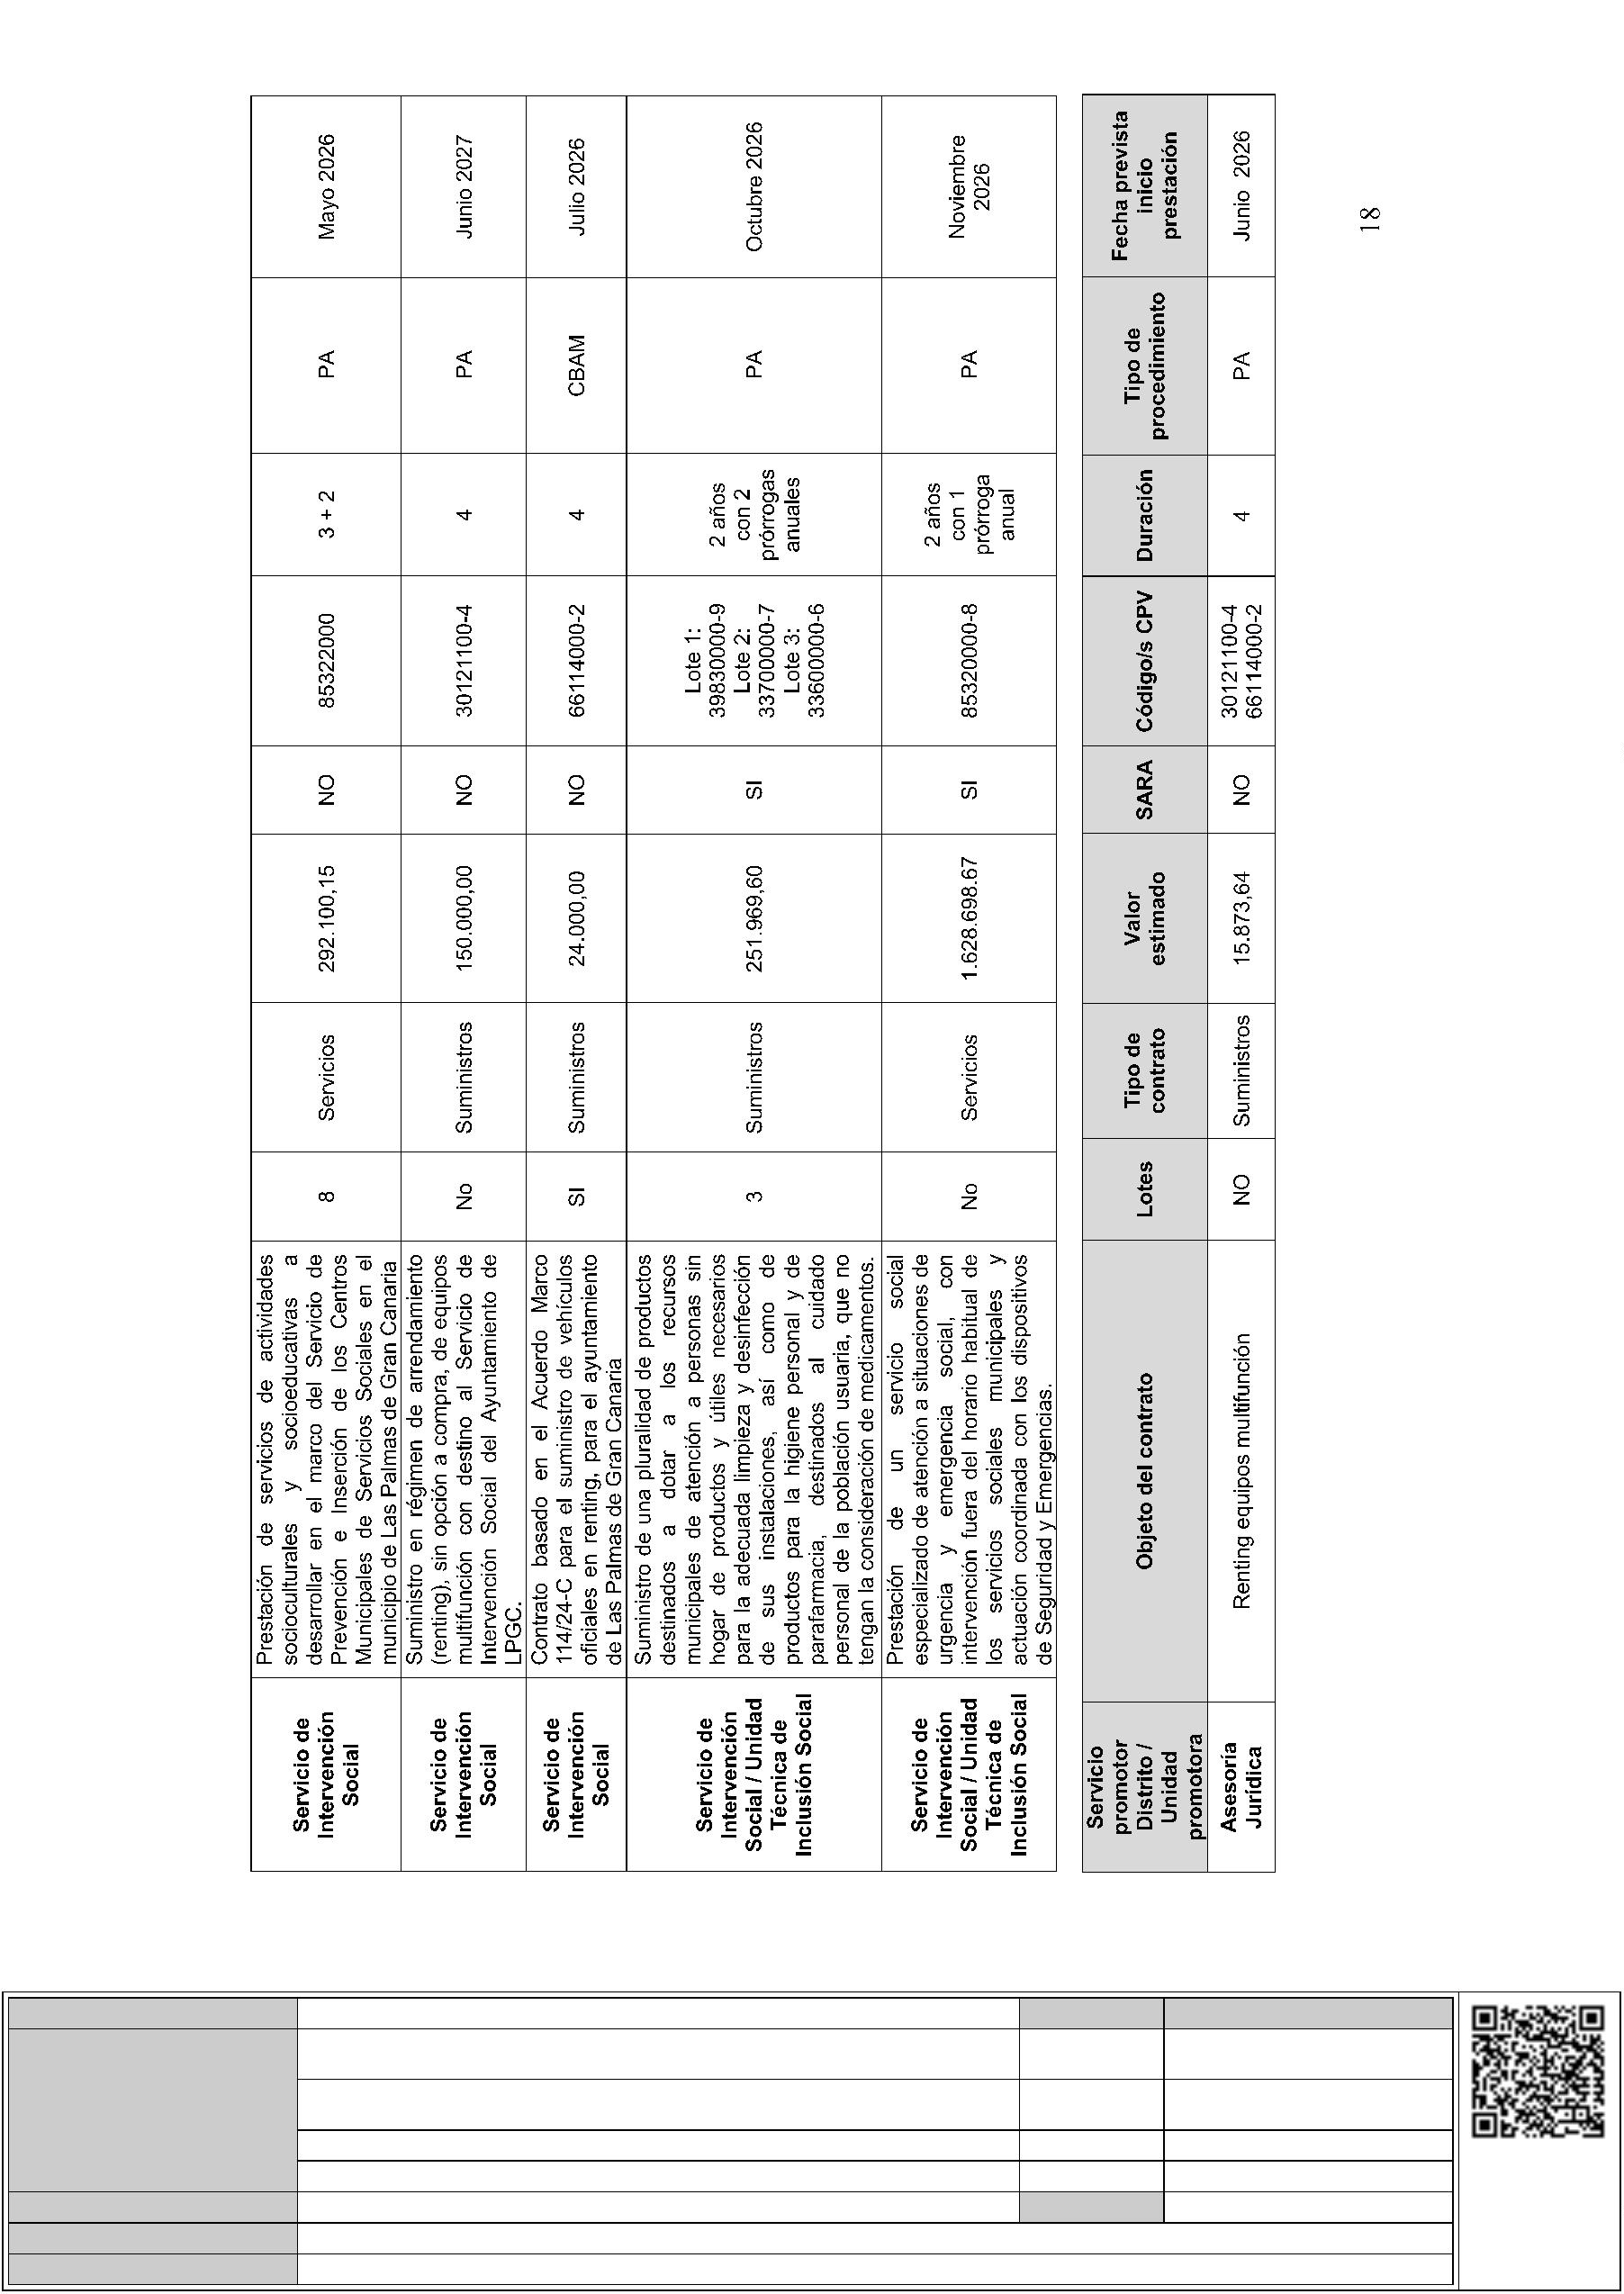 Servicio de
Intervención
Social
Prestación de servicios de actividades
socioculturales y socioeducativas a
desarrollar en el marco del Servicio de
Prevención e Inserción de los Centros
Municipales de Servicios Sociales en el
municipio de Las Palmas de Gran Canaria
8
Servicios
292.100,15
NO
85322000
3 + 2
PA
Mayo 2026
Servicio de
Intervención
Social
Suministro en régimen de arrendamiento
(renting), sin opción a compra, de equipos
multifunción con destino al Servicio de
Intervención Social del Ayuntamiento de
LPGC.
No
Suministros
150.000,00
NO
30121100-4
4
PA
Junio 2027
Servicio de
Intervención
Social
Contrato basado en el Acuerdo Marco
114/24-C para el suministro de vehículos
oficiales en renting, para el ayuntamiento
de Las Palmas de Gran Canaria
SI
Suministros
24.000,00
NO
66114000-2
4
CBAM
Julio 2026
Servicio de
Intervención
Social / Unidad
Técnica de
Inclusión Social
Suministro de una pluralidad de productos
destinados a dotar a los recursos
municipales de atención a personas sin
hogar de productos y útiles necesarios
para la adecuada limpieza y desinfección
de sus instalaciones, así como de
productos para la higiene personal y de
parafarmacia, destinados al cuidado
personal de la población usuaria, que no
tengan la consideración de medicamentos.
3
Suministros
251.969,60
SI
Lote 1:
39830000-9
Lote 2:
33700000-7
Lote 3:
33600000-6
2 años
con 2
prórrogas
anuales
PA
Octubre 2026
Servicio de
Intervención
Social / Unidad
Técnica de
Inclusión Social
Prestación de un servicio social
especializado de atención a situaciones de
urgencia y emergencia social, con
intervención fuera del horario habitual de
los servicios sociales municipales y
actuación coordinada con los dispositivos
de Seguridad y Emergencias.
No
Servicios
1.628.698.67
SI
85320000-8
2 años
con 1
prórroga
anual
PA
Noviembre
2026
Servicio
promotor
Distrito /
Unidad
promotora
Objeto del contrato
Lotes
Tipo de
contrato
Valor
estimado
SARA
Código/s CPV
Duración
Tipo de
procedimiento
Fecha prevista
inicio
prestación
Asesoría
Jurídica
Renting equipos multifunción
NO
Suministros
15.873,64
NO
30121100-4
66114000-2
4
PA
Junio 2026
18